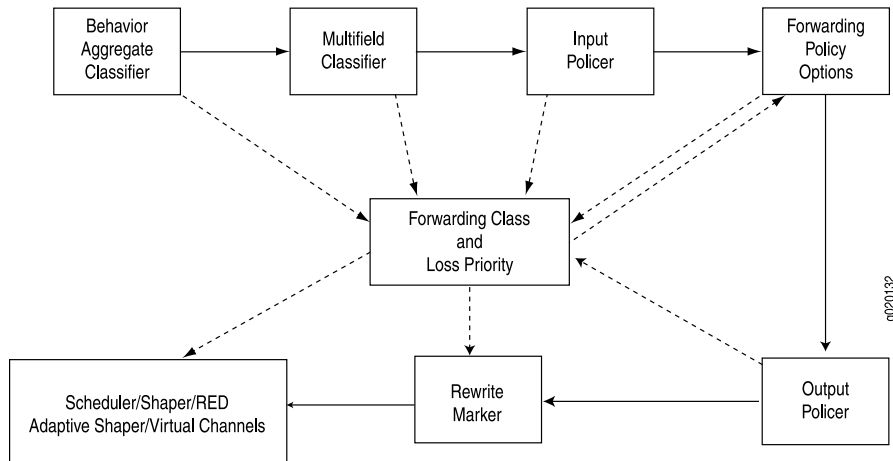 Behavior
Aggregate
Classifier
Multifield
Classifier
Input
Policer
Forwarding
Policy
Options
Forwarding Class
and
Loss Priority
Scheduler/Shaper/RED
Adaptive Shaper/Virtual Channels
Rewrite
Marker
Output
Policer
g020132